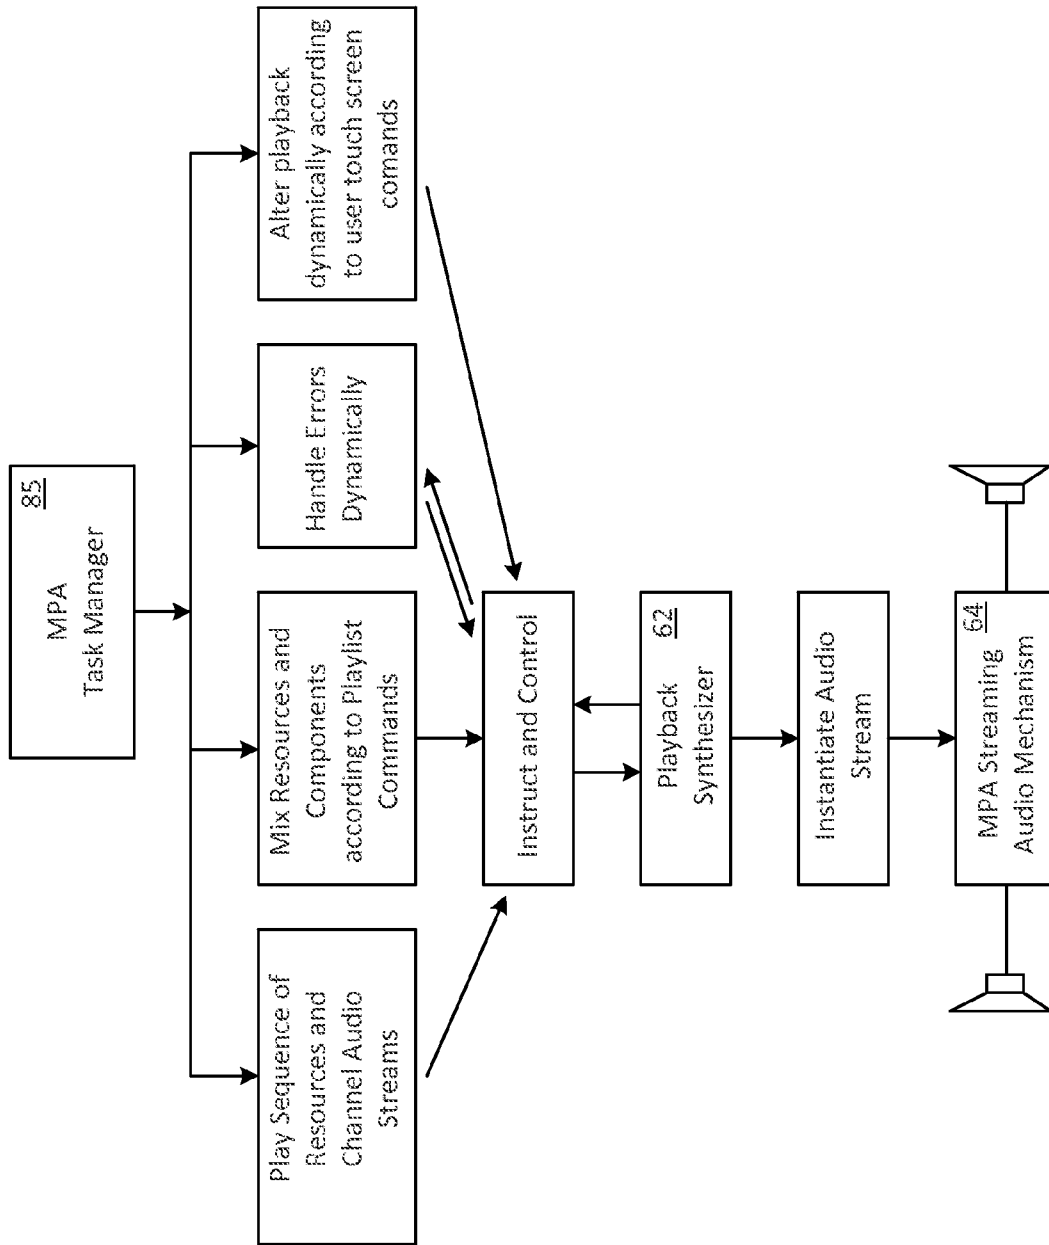 85
MPA
Task Manager
Play Sequence of
Resources and
Channel Audio
Streams
Mix Resources and
Components
according to Playlist
Commands
Handle Errors
Dynamically
Alter playback
dynamically according
to user touch screen
comands
Instruct and Control
62
Playback
Synthesizer
Instantiate Audio
Stream
64
MPA Streaming
Audio Mechanism